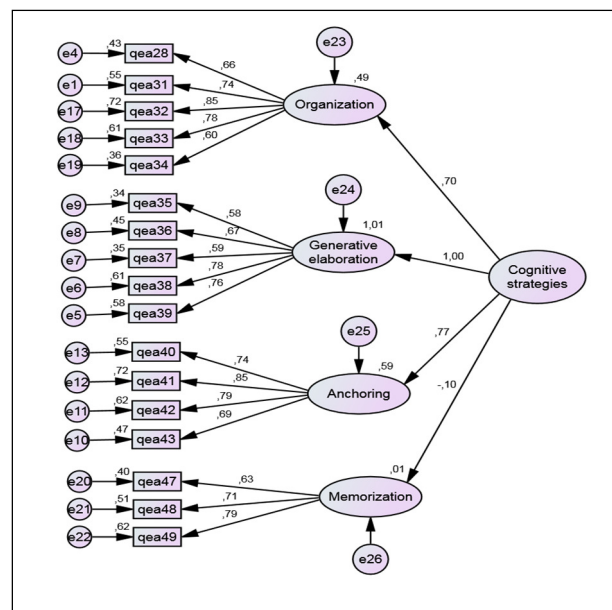 e23
e4 ,43 qea28
,66 ,49
e1 ,55 qea31
,74
e17 ,72 qea32 ,85 Organization
e18 ,61 qea33 ,78
e19 ,36 qea34 ,60
,70
e24
e9 ,34 qea35
,58 1,01
e8 ,45 qea36 ,67
e7 ,35 qea37 ,59 Generative
elaboration 1,00 Cognitive
strategies
e6 ,61 qea38 ,78
e5 ,58 qea39 ,76
e25 ,77
e13 ,55 qea40
,74 ,59
e12 ,72 qea41 ,85
Anchoring
e11 ,62 qea42 ,79
e10 ,47 qea43 ,69
-,10
,01
e20 ,40 qea47 ,63
e21 ,51 qea48 ,71 Memorization
e22 ,62 qea49 ,79
e26